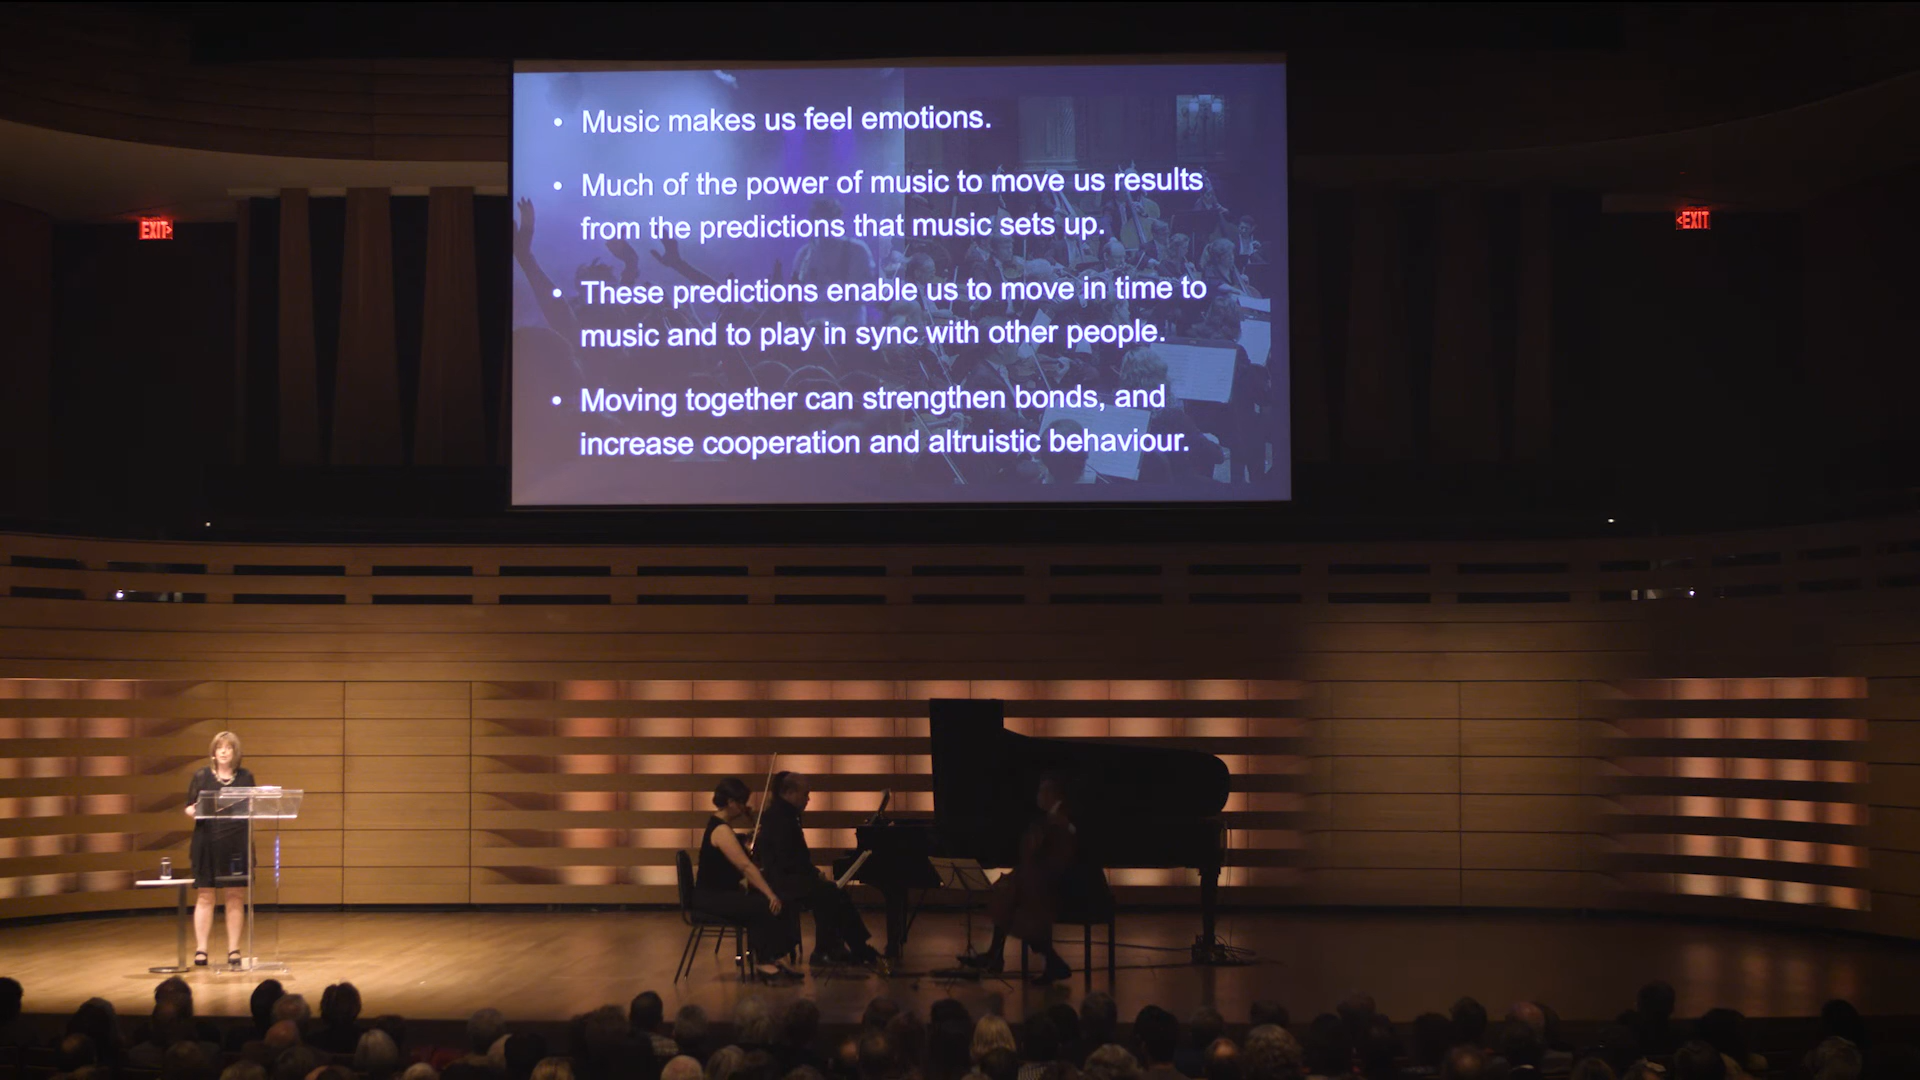 • Music makes us feel emotions.
• Much of the power of music to move us results
from the predictions that music sets up.
• These predictions enable us to move in time to
music and to play in sync with other people.
• Moving together can strengthen bonds, and
increase cooperation and altruistic behaviour.
EXIT>
<EXIT